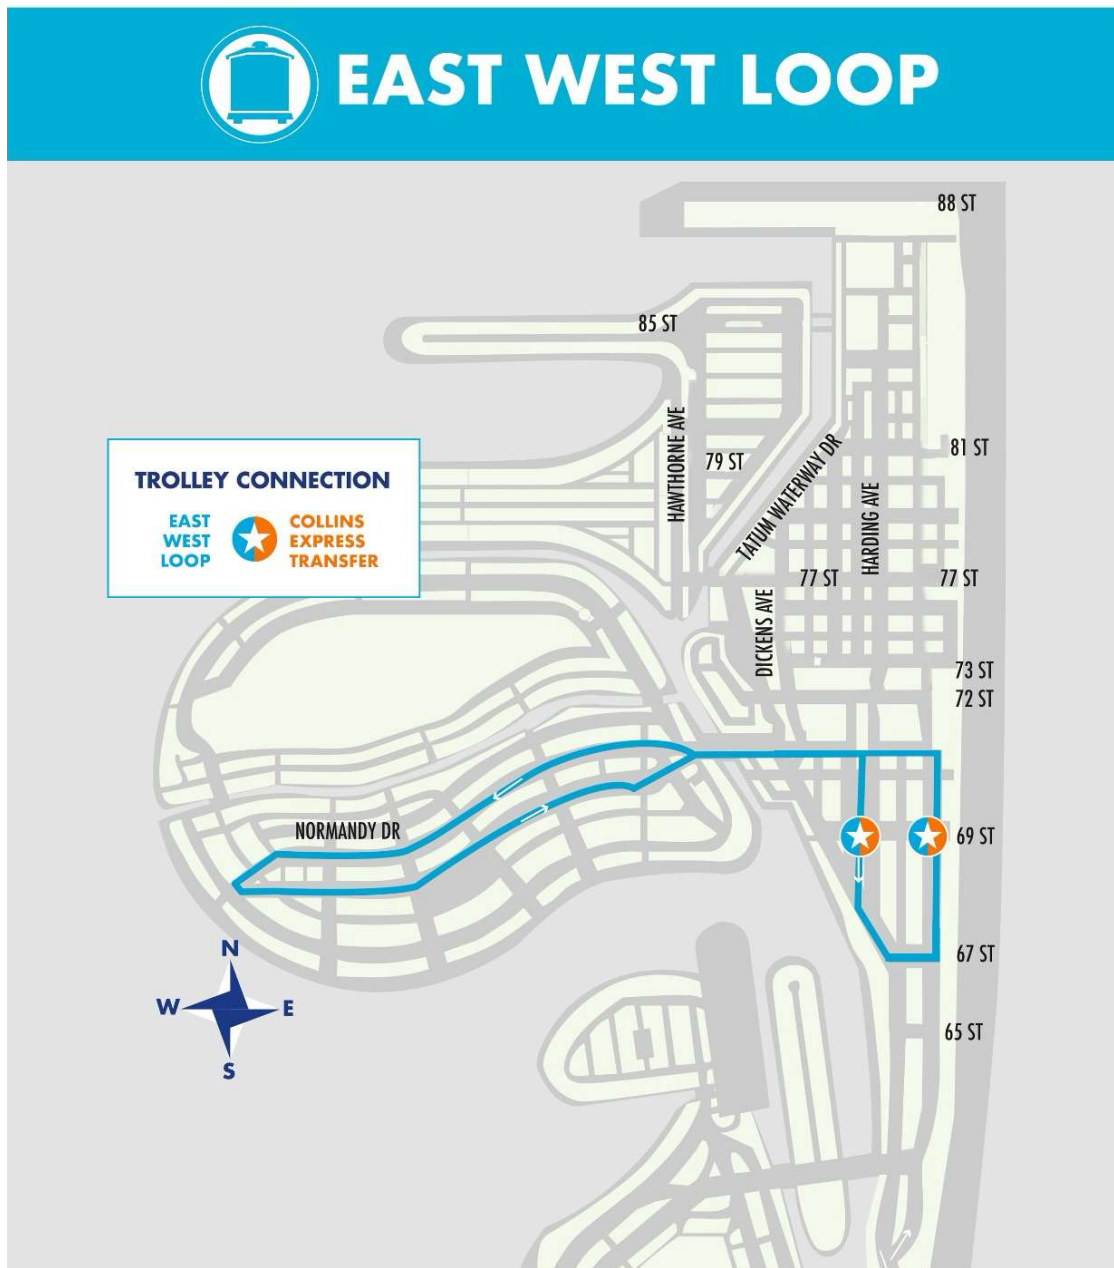 EAST WEST LOOP
88 ST
85 ST
HAWTHORNE AVE
79 ST
TATUM WATERWAY DR
HARDING AVE
81 ST
TROLLEY CONNECTION
EAST
WEST
LOOP
COLLINS
EXPRESS
TRANSFER
77 ST
77 ST
DICKENS AVE
73 ST
72 ST
NORMANDY DR
69 ST
67 ST
65 ST
N
W
E
S